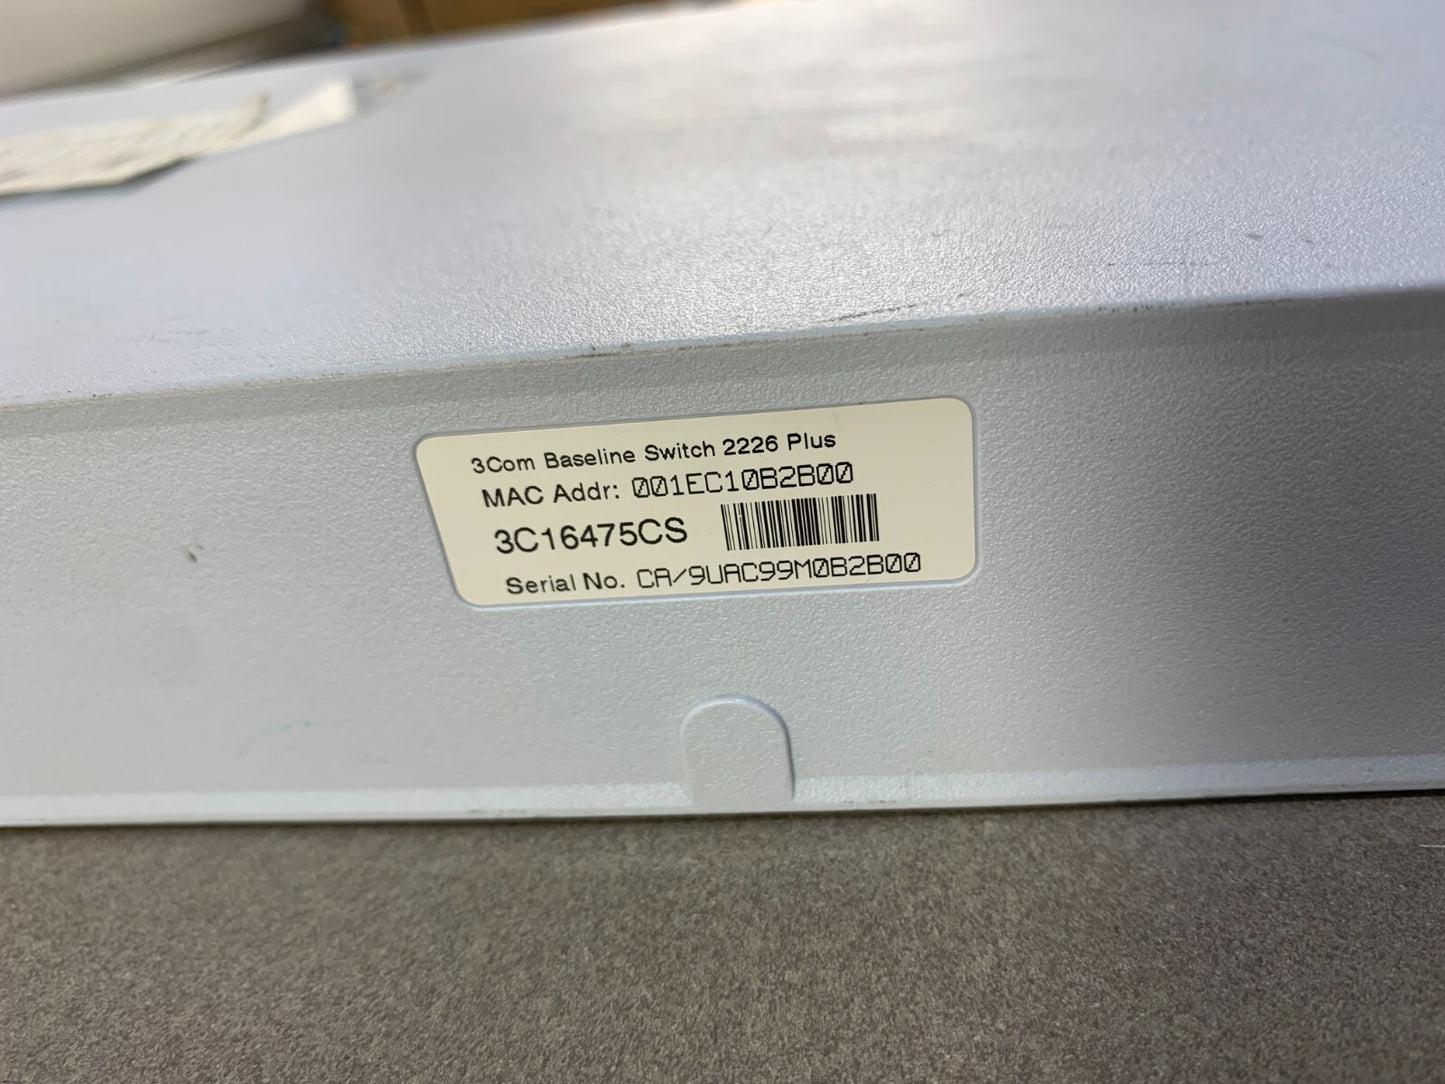 3Com Baseline Switch 2226 Plus
MAC Addr: 001EC10B2B00
3C16475CS
Serial No. CA/9UAC99M0B2B00